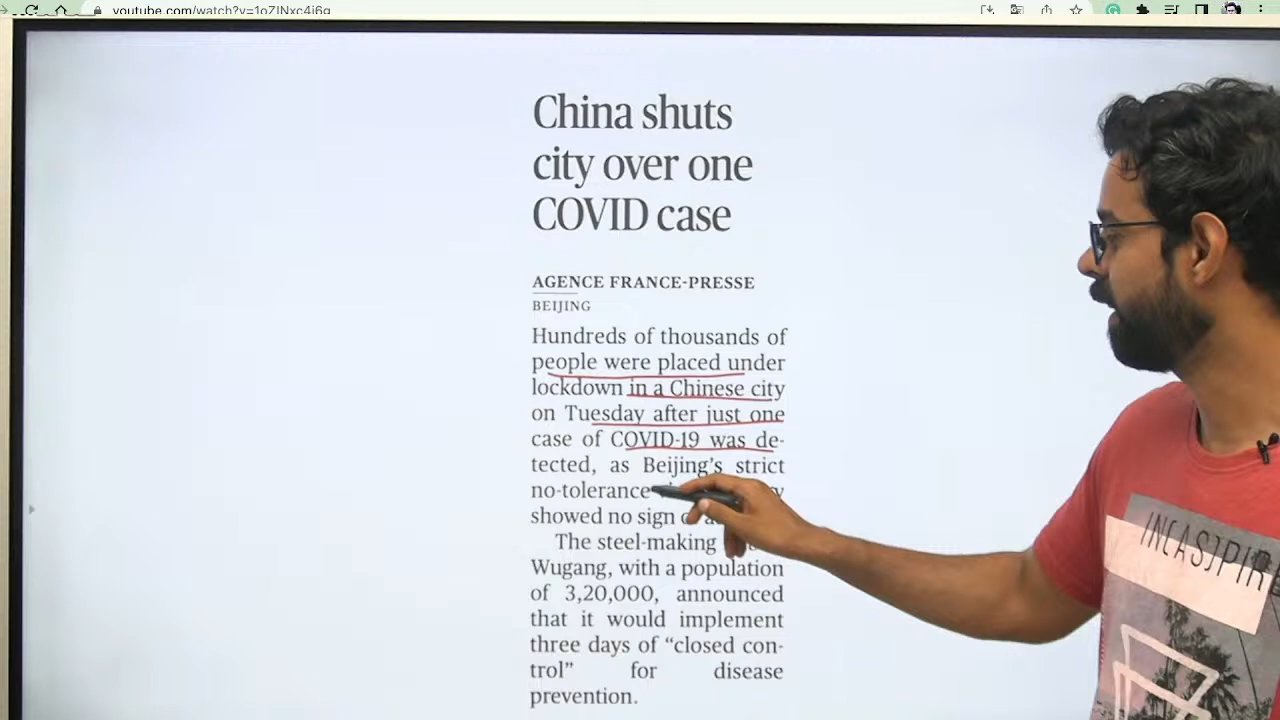 youtube.com/watch?v=1oZINxc4i6g
China shuts
city over one
COVID case
AGENCE FRANCE-PRESSE
BEIJING
Hundreds of thousands of
people were placed under
lockdown in a Chinese city
on Tuesday after just one
case of COVID-19 was de-
tected, as Beijing's strict
no-tolerance
showed no sign
The steel-making
Wugang, with a population
of 3,20,000, announced
that it would implement
three days of “closed con-
trol” for disease
prevention.
INCASJPIR